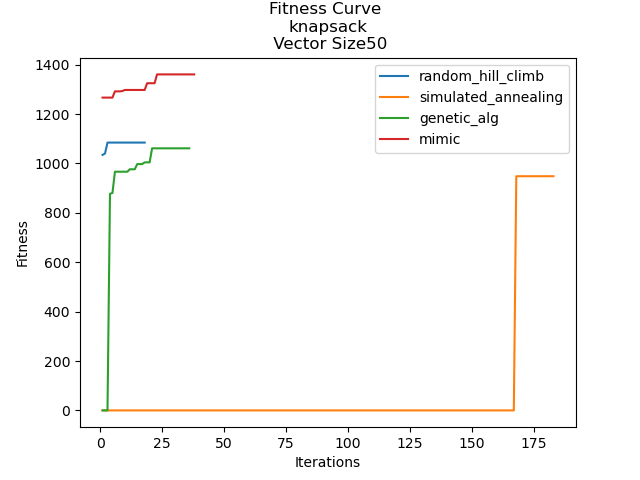 Fitness Curve
knapsack
Vector Size50
random_hill_climb
simulated_annealing
genetic_alg
mimic
Fitness
1400
1200
1000
800
600
400
200
0
0 25 50 75 100 125 150 175
Iterations